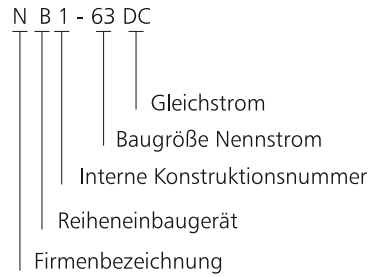 N B 1 - 63 DC
Gleichstrom
Baugröße Nennstrom
Interne Konstruktionsnummer
Reiheneinbaugerät
Firmenbezeichnung